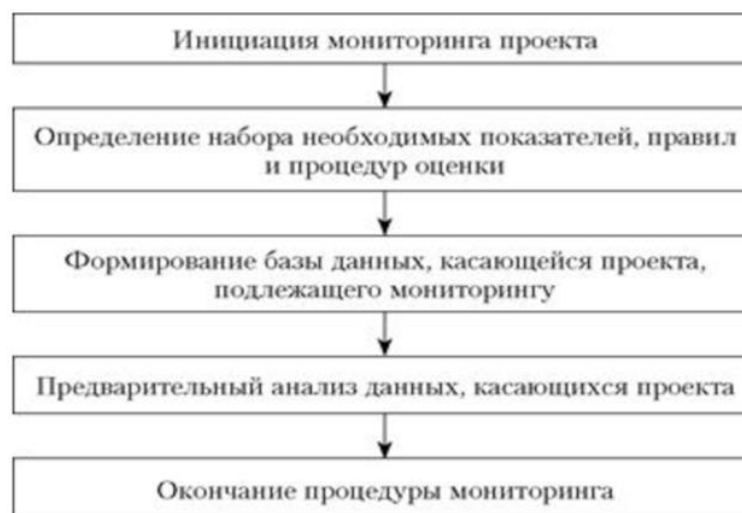 Инициация мониторинга проекта
Определение набора необходимых показателей, правил
и процедур оценки
Формирование базы данных, касающейся проекта,
подлежащего мониторингу
Предварительный анализ данных, касающихся проекта
Окончание процедуры мониторинга